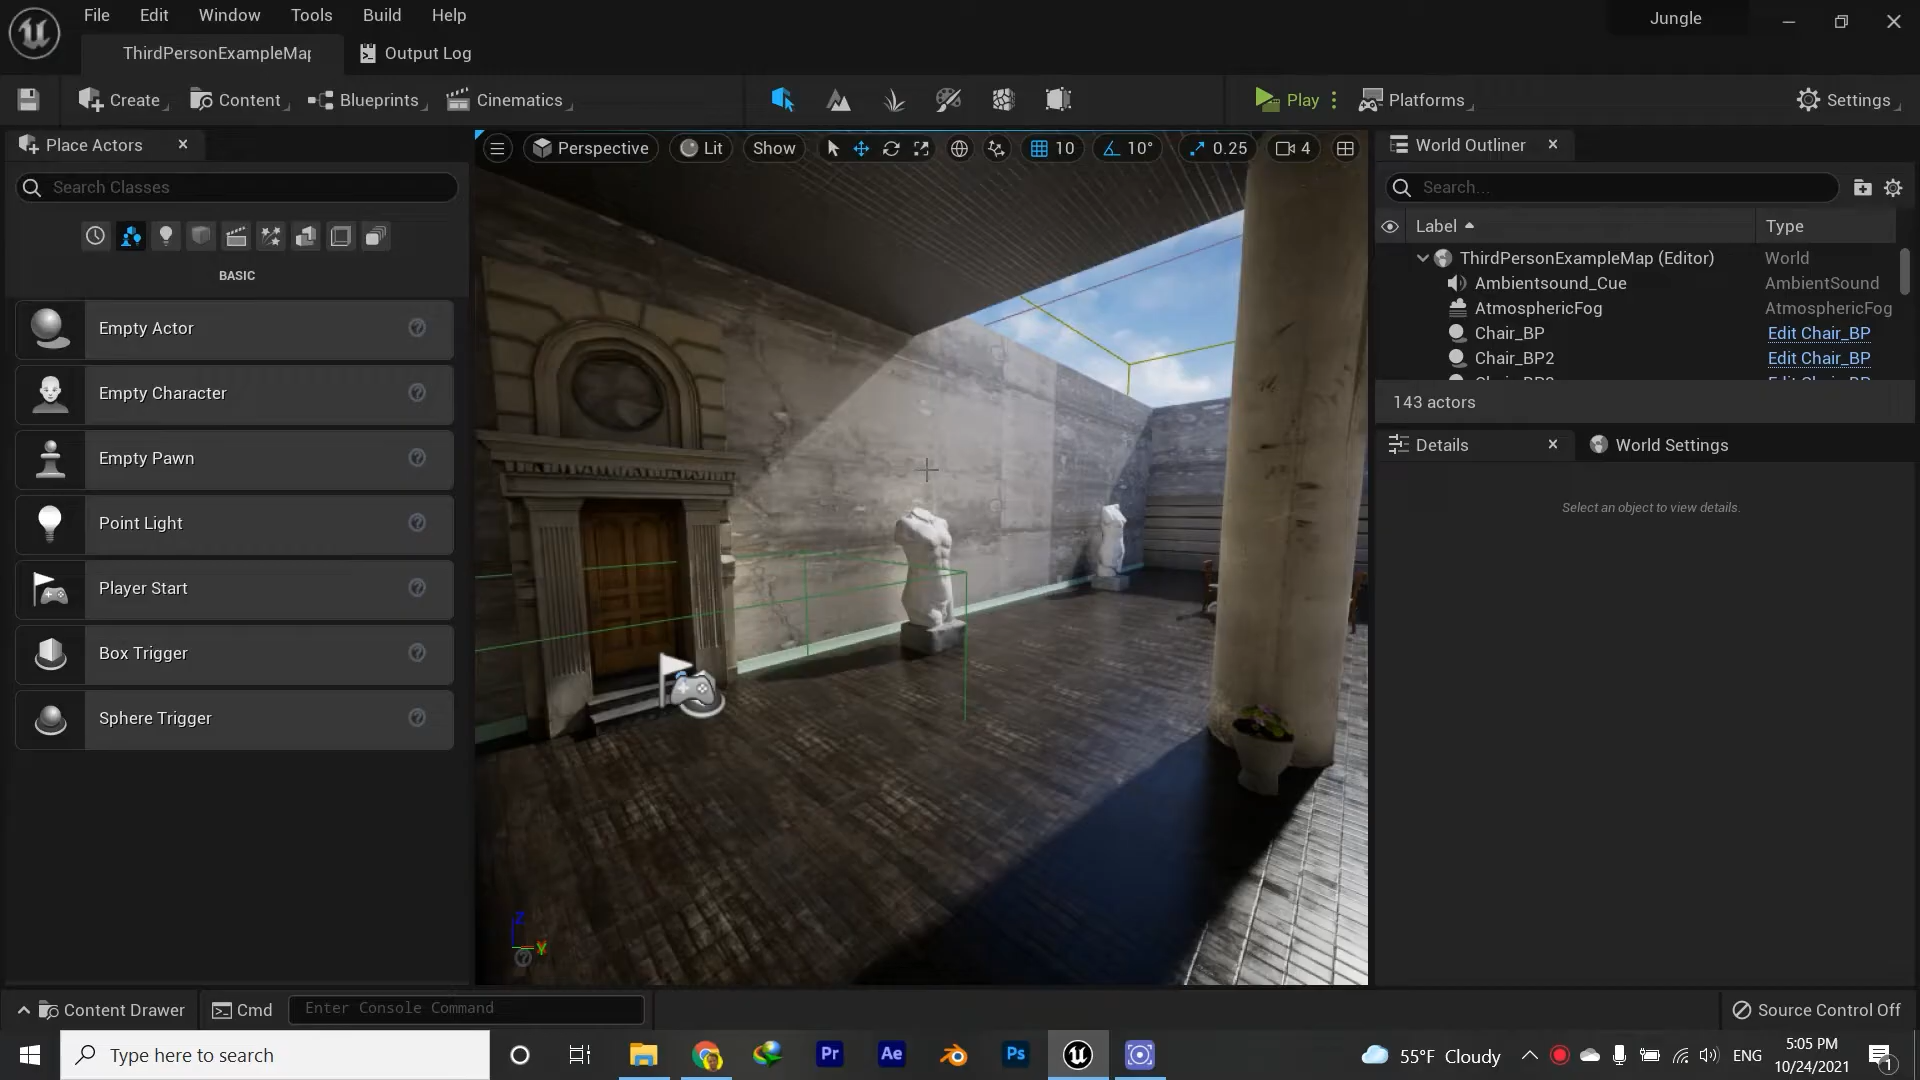 File Edit Window Tools Build Help
Jungle
ThirdPersonExampleMap
Output Log
Create
Content
Blueprints
Cinematics
Play
Platforms
Settings
Place Actors
Search Classes
BASIC
Empty Actor
Empty Character
Empty Pawn
Point Light
Player Start
Box Trigger
Sphere Trigger
Perspective
Lit
Show
10
10°
0.25
4
Z
Y
World Outliner
Search...
Label
Type
ThirdPersonExampleMap (Editor) World
Ambientsound_Cue AmbientSound
AtmosphericFog AtmosphericFog
Chair_BP Edit Chair_BP
Chair_BP2 Edit Chair_BP
143 actors
Details
World Settings
Select an object to view details.
Content Drawer
Cmd
Enter Console Command
Source Control Off
Type here to search
Pr
Ae
Ps
55°F Cloudy
ENG
5:05 PM
10/24/2021
1